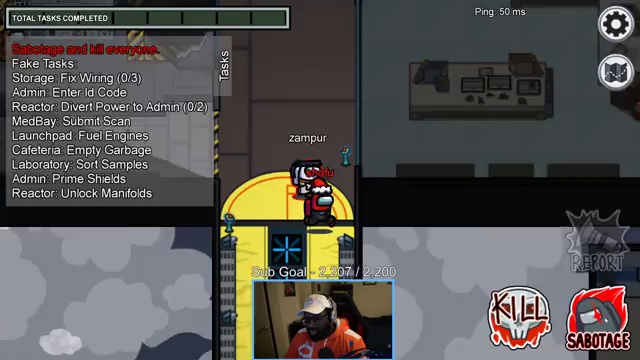 TOTAL TASKS COMPLETED
Ping: 50 ms
Sabotage and kill everyone.
Fake Tasks:
Storage: Fix Wiring (0/3)
Admin: Enter Id Code
Reactor: Divert Power to Admin (0/2)
MedBay: Submit Scan
Launchpad: Fuel Engines
Cafeteria: Empty Garbage
Laboratory: Sort Samples
Admin: Prime Shields
Reactor: Unlock Manifolds
Tasks
zampur
REPORT
Sub Goal - 2,207 / 2,200
KILL
SABOTAGE